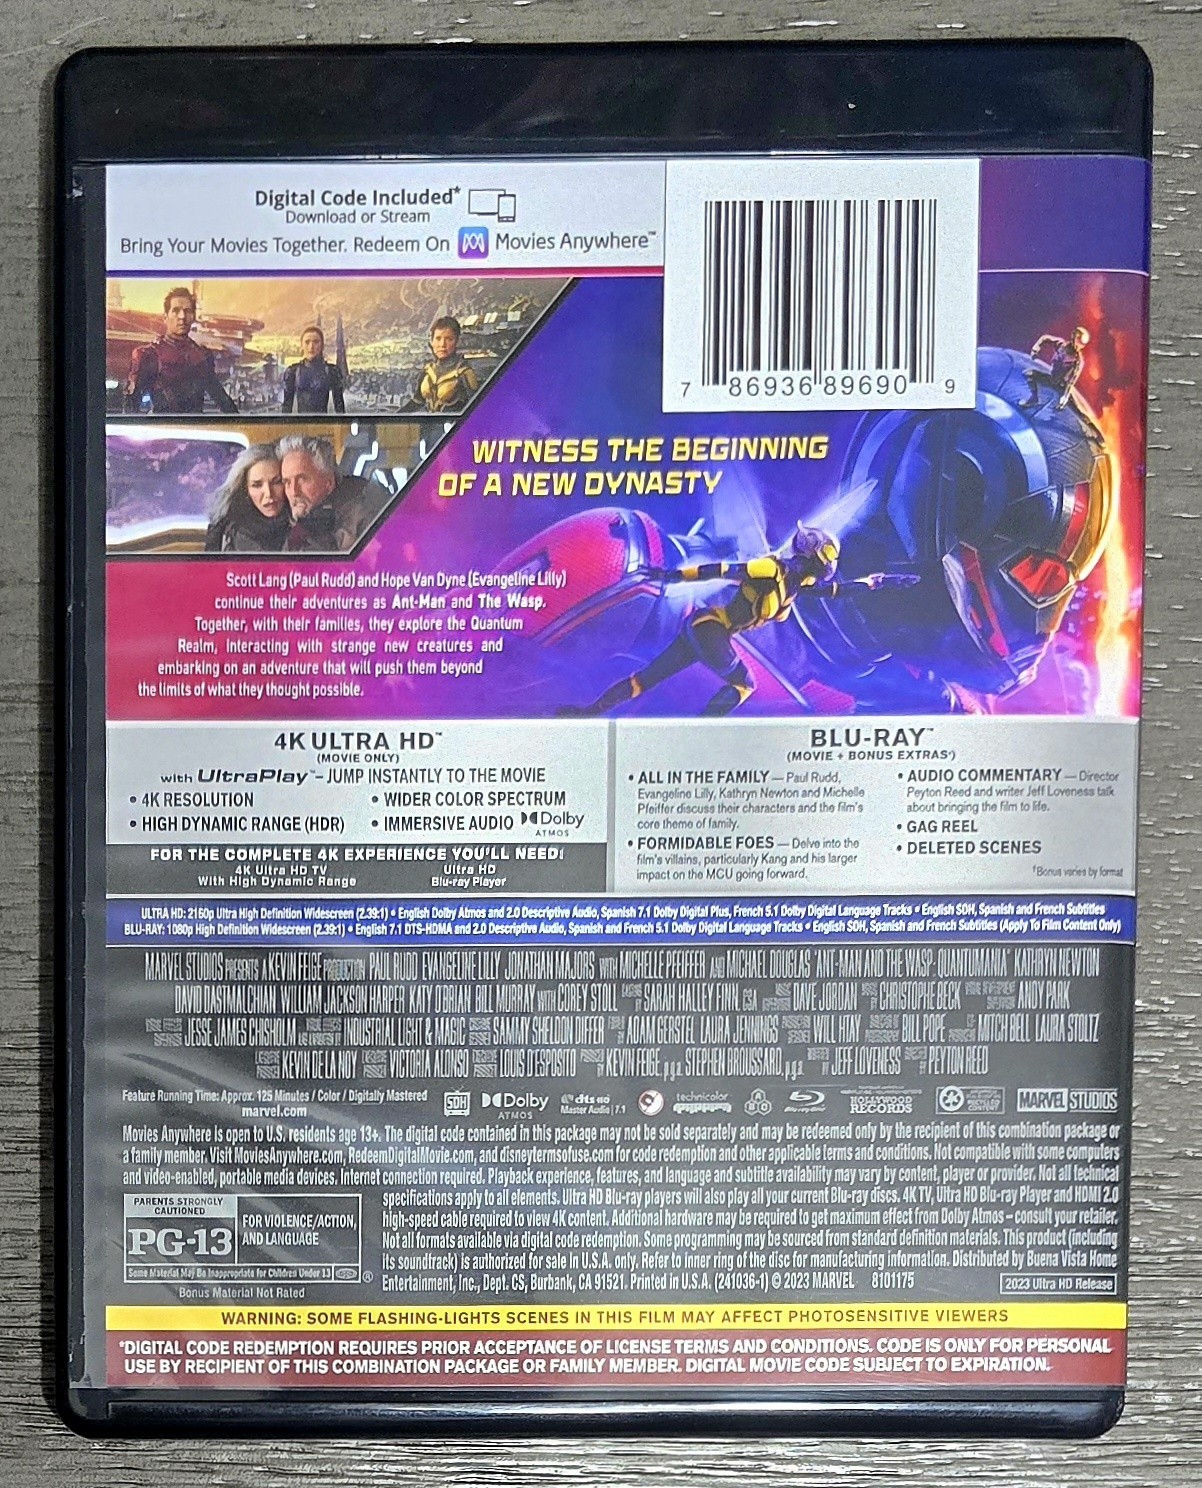 Digital Code Included*
Download or Stream
Bring Your Movies Together. Redeem On Movies Anywhere™
7 86936 89690 9
WITNESS THE BEGINNING
OF A NEW DYNASTY
Scott Lang (Paul Rudd) and Hope Van Dyne (Evangeline Lilly)
continue their adventures as Ant-Man and The Wasp.
Together, with their families, they explore the Quantum
Realm, interacting with strange new creatures and
embarking on an adventure that will push them beyond
the limits of what they thought possible.
4K ULTRA HD™
(MOVIE ONLY)
with UltraPlay™ – JUMP INSTANTLY TO THE MOVIE
• 4K RESOLUTION
• HIGH DYNAMIC RANGE (HDR)
• WIDER COLOR SPECTRUM
• IMMERSIVE AUDIO Dolby
ATMOS
FOR THE COMPLETE 4K EXPERIENCE YOU'LL NEED:
4K Ultra HD TV
With High Dynamic Range
Ultra HD
Blu-ray Player
BLU-RAY™
(MOVIE + BONUS EXTRAS†)
• ALL IN THE FAMILY — Paul Rudd,
Evangeline Lilly, Kathryn Newton and Michelle
Pfeiffer discuss their characters and the film's
core theme of family.
• FORMIDABLE FOES — Delve into the
film's villains, particularly Kang and his larger
impact on the MCU going forward.
• AUDIO COMMENTARY — Director
Peyton Reed and writer Jeff Loveness talk
about bringing the film to life.
• GAG REEL
• DELETED SCENES
†Bonus varies by format
ULTRA HD: 2160p Ultra High Definition Widescreen (2.39:1) • English Dolby Atmos and 2.0 Descriptive Audio, Spanish 7.1 Dolby Digital Plus, French 5.1 Dolby Digital Language Tracks • English SDH, Spanish and French Subtitles
BLU-RAY: 1080p High Definition Widescreen (2.39:1) • English 7.1 DTS-HDMA and 2.0 Descriptive Audio, Spanish and French 5.1 Dolby Digital Language Tracks • English SDH, Spanish and French Subtitles (Apply To Film Content Only)
MARVEL STUDIOS PRESENTS A KEVIN FEIGE PRODUCTION PAUL RUDD EVANGELINE LILLY JONATHAN MAJORS WITH MICHELLE PFEIFFER AND MICHAEL DOUGLAS "ANT-MAN AND THE WASP: QUANTUMANIA" KATHRYN NEWTON
DAVID DASTMALCHIAN WILLIAM JACKSON HARPER KATY O'BRIAN BILL MURRAY WITH COREY STOLL SARAH HALLEY FINN, CSA DAVE JORDAN CHRISTOPHE BECK ANDY PARK
JESSE JAMES CHISHOLM INDUSTRIAL LIGHT & MAGIC SAMMY SHELDON DIFFER ADAM GERSTEL LAURA JENNINGS WILL HTAY BILL POPE MITCH BELL LAURA STOLTZ
KEVIN DE LA NOY VICTORIA ALONSO LOUIS D'ESPOSITO KEVIN FEIGE, p.g.a. STEPHEN BROUSSARD, p.g.a. JEFF LOVENESS PEYTON REED
Feature Running Time: Approx. 125 Minutes / Color / Digitally Mastered
marvel.com
SDH Dolby ATMOS dts-HD Master Audio | 7.1 technicolor Blu-ray Disc HOLLYWOOD RECORDS MARVEL STUDIOS
Movies Anywhere is open to U.S. residents age 13+. The digital code contained in this package may not be sold separately and may be redeemed only by the recipient of this combination package or
a family member. Visit MoviesAnywhere.com, RedeemDigitalMovie.com, and disneytermsofuse.com for code redemption and other applicable terms and conditions. Not compatible with some computers
and video-enabled, portable media devices. Internet connection required. Playback experience, features, and language and subtitle availability may vary by content, player or provider. Not all technical
specifications apply to all elements. Ultra HD Blu-ray players will also play all your current Blu-ray discs. 4K TV, Ultra HD Blu-ray Player and HDMI 2.0
high-speed cable required to view 4K content. Additional hardware may be required to get maximum effect from Dolby Atmos – consult your retailer.
Not all formats available via digital code redemption. Some programming may be sourced from standard definition materials. This product (including
its soundtrack) is authorized for sale in U.S.A. only. Refer to inner ring of the disc for manufacturing information. Distributed by Buena Vista Home
Entertainment, Inc., Dept. CS, Burbank, CA 91521. Printed in U.S.A. (241036-1) © 2023 MARVEL 8101175
2023 Ultra HD Release
PARENTS STRONGLY
CAUTIONED
PG-13
FOR VIOLENCE/ACTION,
AND LANGUAGE
Some Material May Be Inappropriate for Children Under 13 ®
Bonus Material Not Rated
WARNING: SOME FLASHING-LIGHTS SCENES IN THIS FILM MAY AFFECT PHOTOSENSITIVE VIEWERS
*DIGITAL CODE REDEMPTION REQUIRES PRIOR ACCEPTANCE OF LICENSE TERMS AND CONDITIONS. CODE IS ONLY FOR PERSONAL
USE BY RECIPIENT OF THIS COMBINATION PACKAGE OR FAMILY MEMBER. DIGITAL MOVIE CODE SUBJECT TO EXPIRATION.